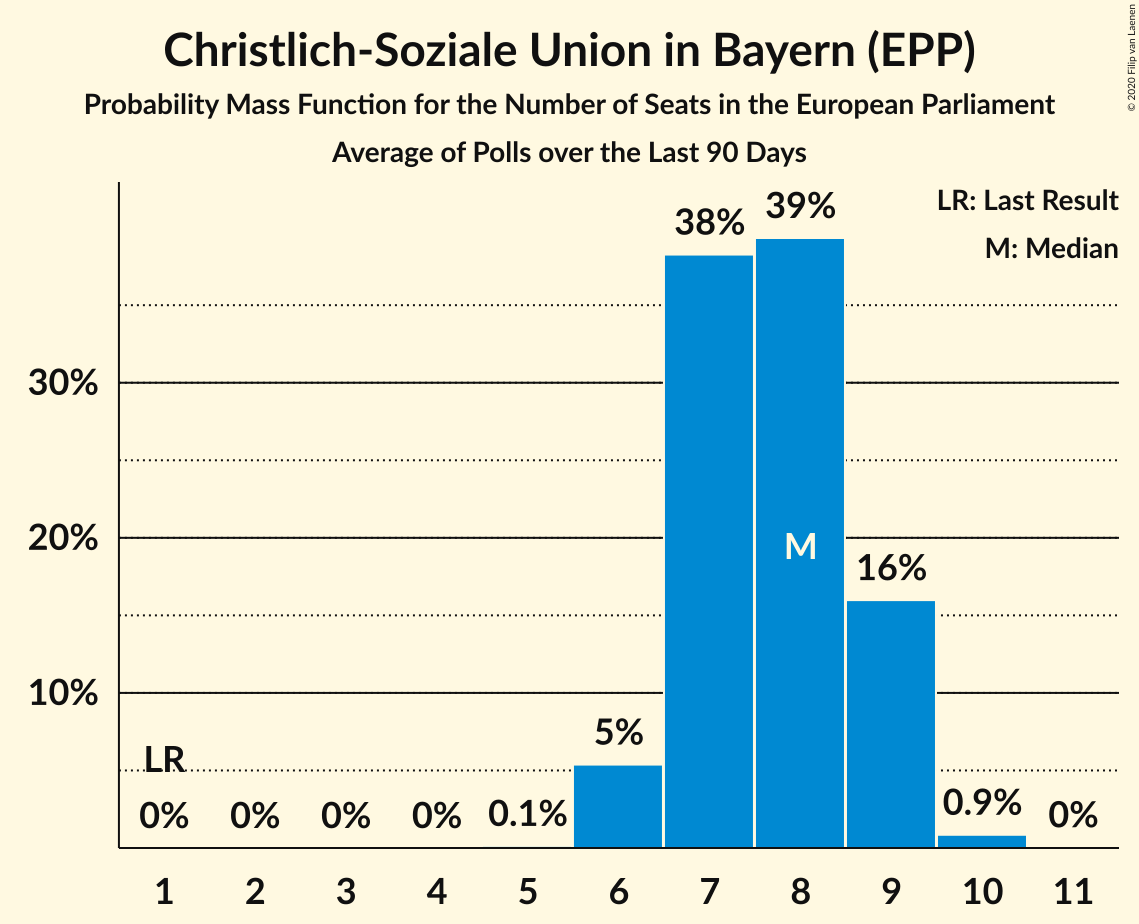 Christlich-Soziale Union in Bayern (EPP)
Probability Mass Function for the Number of Seats in the European Parliament
Average of Polls over the Last 90 Days
© 2020 Filip van Laenen
LR: Last Result
M: Median
38%
39%
30%
20%
M
16%
10%
5%
LR
0%
0%
0%
0%
0.1%
0.9%
0%
1 2 3 4 5 6 7 8 9 10 11